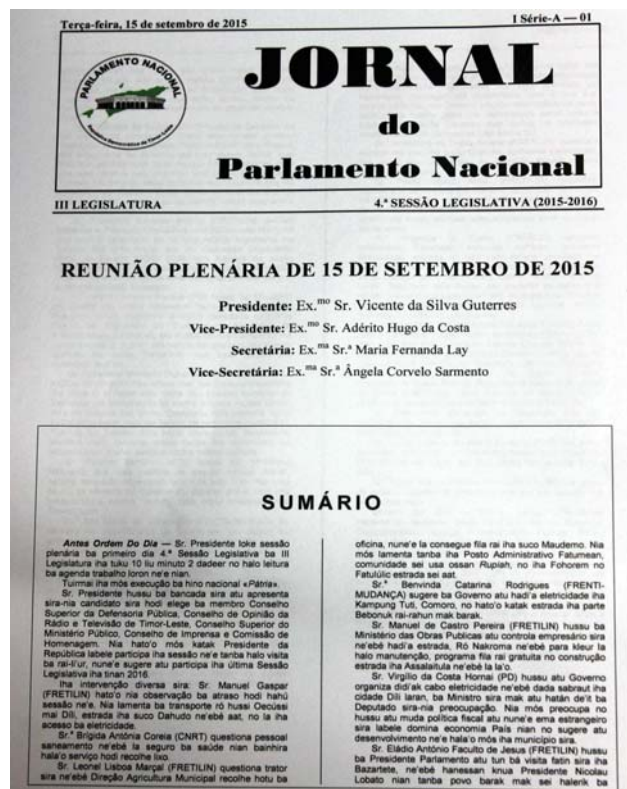 Terça-feira, 15 de setembro de 2015
I Série-A — 01
PARLAMENTO NACIONAL
República Democrática de Timor-Leste
JORNAL
do
Parlamento Nacional
III LEGISLATURA
4.ª SESSÃO LEGISLATIVA (2015-2016)
REUNIÃO PLENÁRIA DE 15 DE SETEMBRO DE 2015
Presidente: Ex.mo Sr. Vicente da Silva Guterres
Vice-Presidente: Ex.mo Sr. Adérito Hugo da Costa
Secretária: Ex.ma Sr.ª Maria Fernanda Lay
Vice-Secretária: Ex.ma Sr.ª Ângela Corvelo Sarmento
SUMÁRIO
Antes Ordem Do Dia — Sr. Presidente loke sessão
plenária ba primeiro dia 4.ª Sessão Legislativa ba III
Legislatura iha tuku 10 liu minuto 2 dadeer no halo leitura
ba agenda trabalho loron ne'e nian.
Tuirmai iha mós execução ba hino nacional «Pátria».
Sr. Presidente hussu ba bancada sira atu apresenta
sira-nia candidato sira hodi elege ba membro Conselho
Superior da Defensoria Pública, Conselho de Opinião da
Rádio e Televisão de Timor-Leste, Conselho Superior do
Ministério Público, Conselho de Imprensa e Comissão de
Homenagem. Nia hato'o mós katak Presidente da
República labele participa iha sessão ne'e tanba halo visita
ba rai-li'ur, nune'e sugere atu participa iha última Sessão
Legislativa iha tinan 2016.
Iha intervenção diversa sira: Sr. Manuel Gaspar
(FRETILIN) hato'o nia observação ba atraso hodi hahú
sessão ne'e. Nia lamenta ba transporte ró hussi Oecússi
mai Díli, estrada iha suco Dahudo ne'ebé aat, no la iha
acesso ba eletricidade.
Sr.ª Brígida Antónia Correia (CNRT) questiona pessoal
saneamento ne'ebé la seguro ba saúde nian bainhira
hala'o serviço hodi recolhe lixo.
Sr. Leonel Lisboa Marçal (FRETILIN) questiona trator
sira ne'ebé Direção Agricultura Municipal recolhe hotu ba
oficina, nune'e la consegue fila rai iha suco Maudemo. Nia
mós lamenta tanba iha Posto Administrativo Fatumean,
comunidade sei usa ossan Rupiah, no iha Fohorem no
Fatululic estrada sei aat.
Sr.ª Benvinda Catarina Rodrigues (FRENTI-
MUDANÇA) sugere ba Governo atu hadi'a eletricidade iha
Kampung Tuti, Comoro, no hato'o katak estrada iha parte
Bebonuk rai-rahun mak barak.
Sr. Manuel de Castro Pereira (FRETILIN) hussu ba
Ministério das Obras Publicas atu controla empresário sira
ne'ebé hadi'a estrada, Ró Nakroma ne'ebé para kleur la
halo manutenção, programa fila rai gratuita no construção
estrada iha Assalaitula ne'ebé la la'o.
Sr. Virgílio da Costa Hornai (PD) hussu atu Governo
organiza didi'ak cabo eletricidade ne'ebé dada sabraut iha
cidade Díli laran, ba Ministro sira mak atu hatán de'it ba
Deputado sira-nia preocupação. Nia mós preocupa no
hussu atu muda política fiscal atu nune'e ema estrangeiro
sira labele domina economia País nian no sugere atu
desenvolvimento ne'e hala'o mós iha município sira.
Sr. Eládio António Faculto de Jesus (FRETILIN) hussu
ba Presidente Parlamento atu tun bá visita fatin sira iha
Bazartete, ne'ebé hanessan knua Presidente Nicolau
Lobato nian tanba povo barak mak sei halerik ba